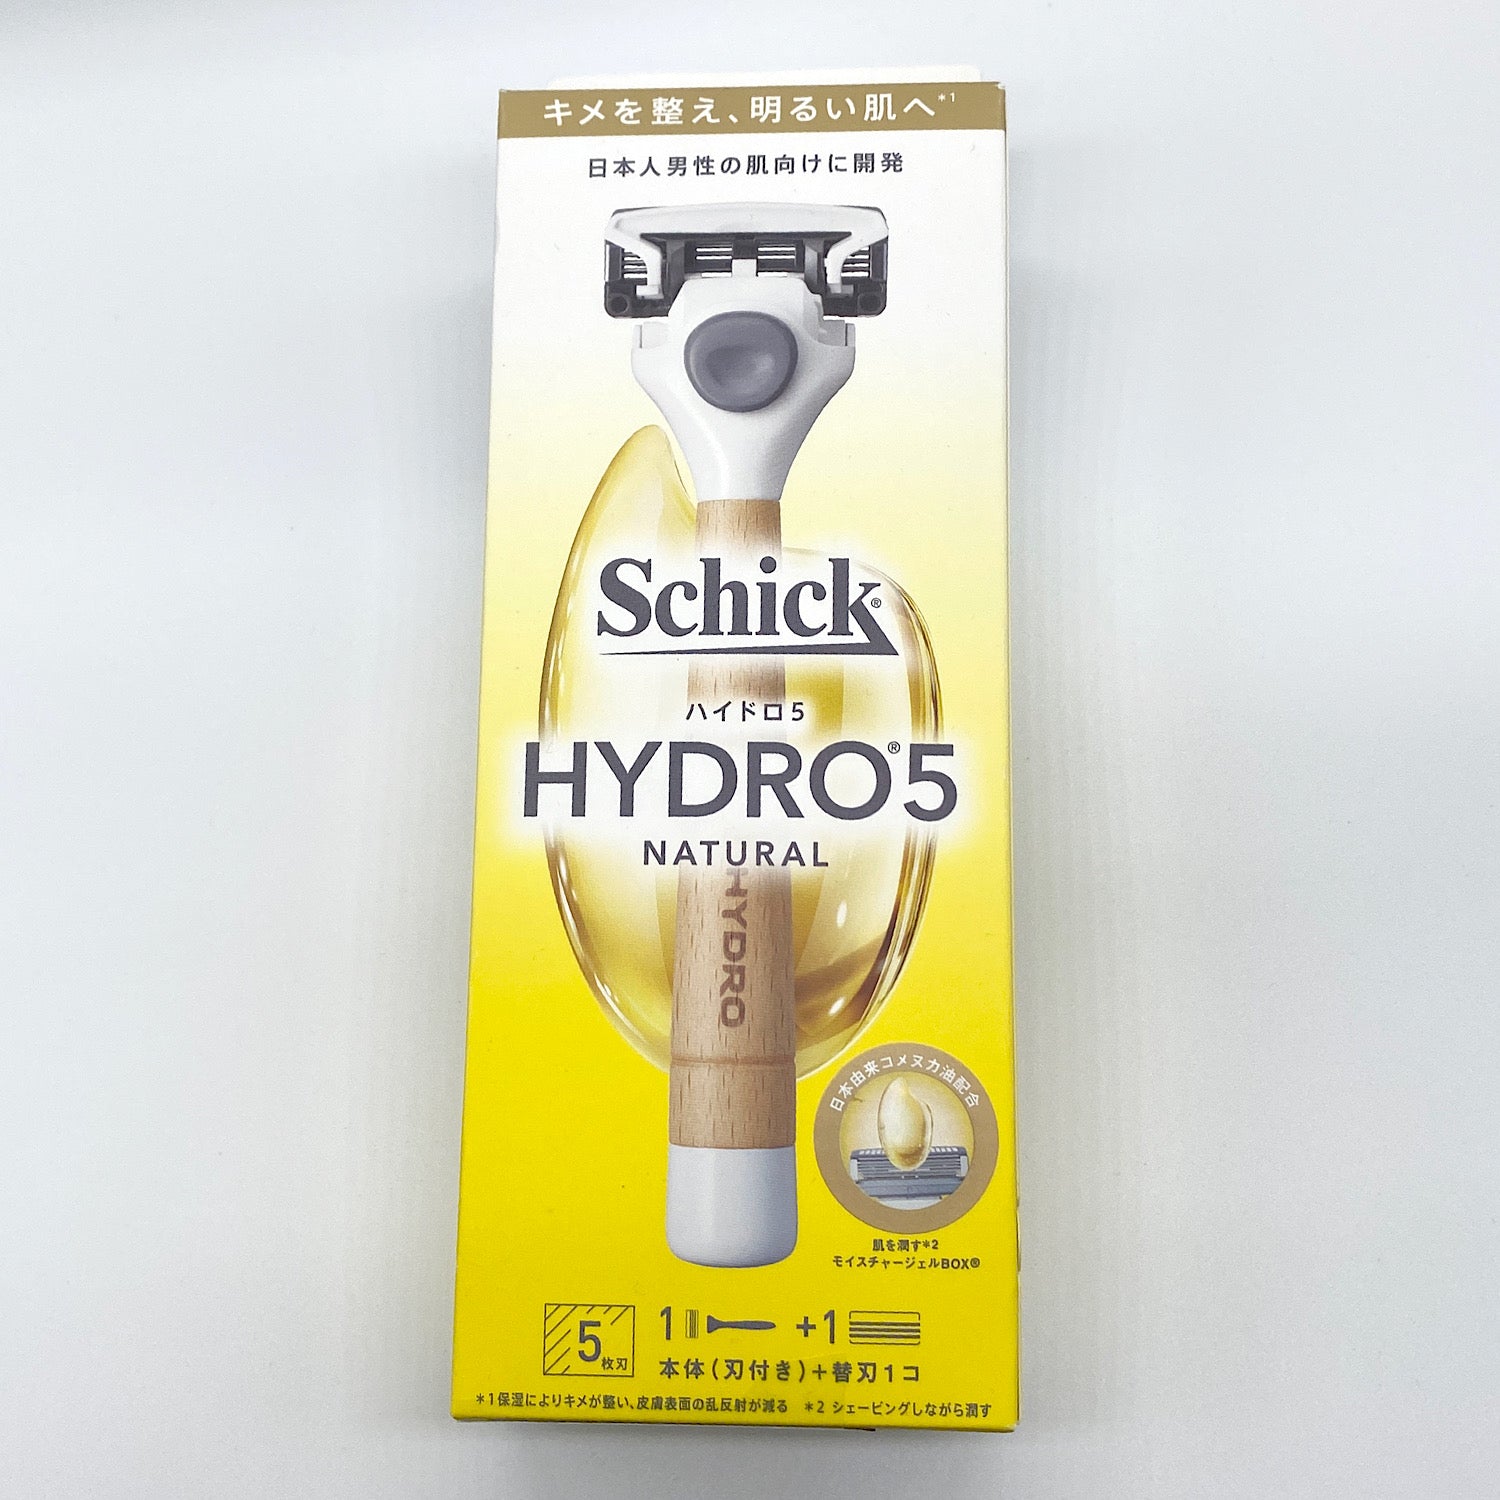 キメを整え、明るい肌へ*1
日本人男性の肌向けに開発
Schick®
ハイドロ5
HYDRO®5
NATURAL
HYDRO
日本由来コメヌカ油配合
肌を潤す*2
モイスチャージェルBOX®
5枚刃
1 +1
本体(刃付き)+替刃1コ
*1保湿によりキメが整い、皮膚表面の乱反射が減る *2 シェービングしながら潤す